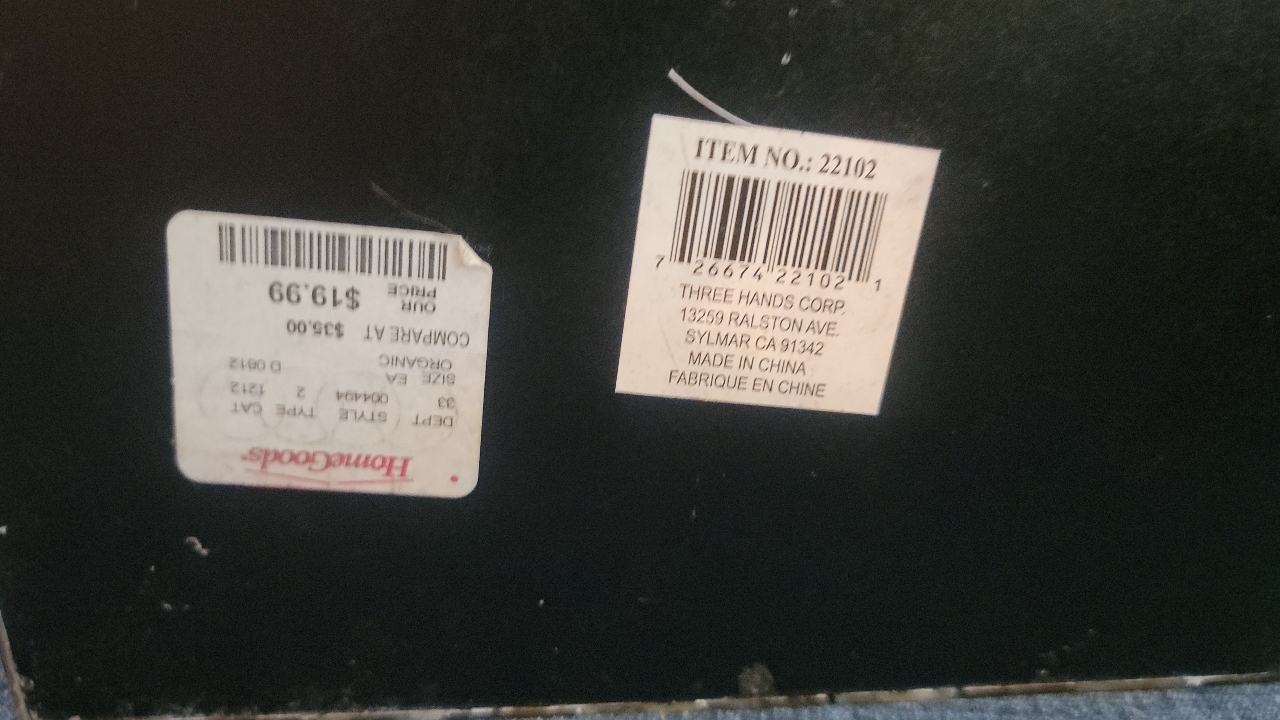 HomeGoods
DEPT STYLE TYPE CAT
33 004494 2 1212
SIZE EA
ORGANIC D 0812
COMPARE AT $35.00
OUR PRICE $19.99
ITEM NO.: 22102
7 26674 22102 1
THREE HANDS CORP.
13259 RALSTON AVE.
SYLMAR CA 91342
MADE IN CHINA
FABRIQUE EN CHINE